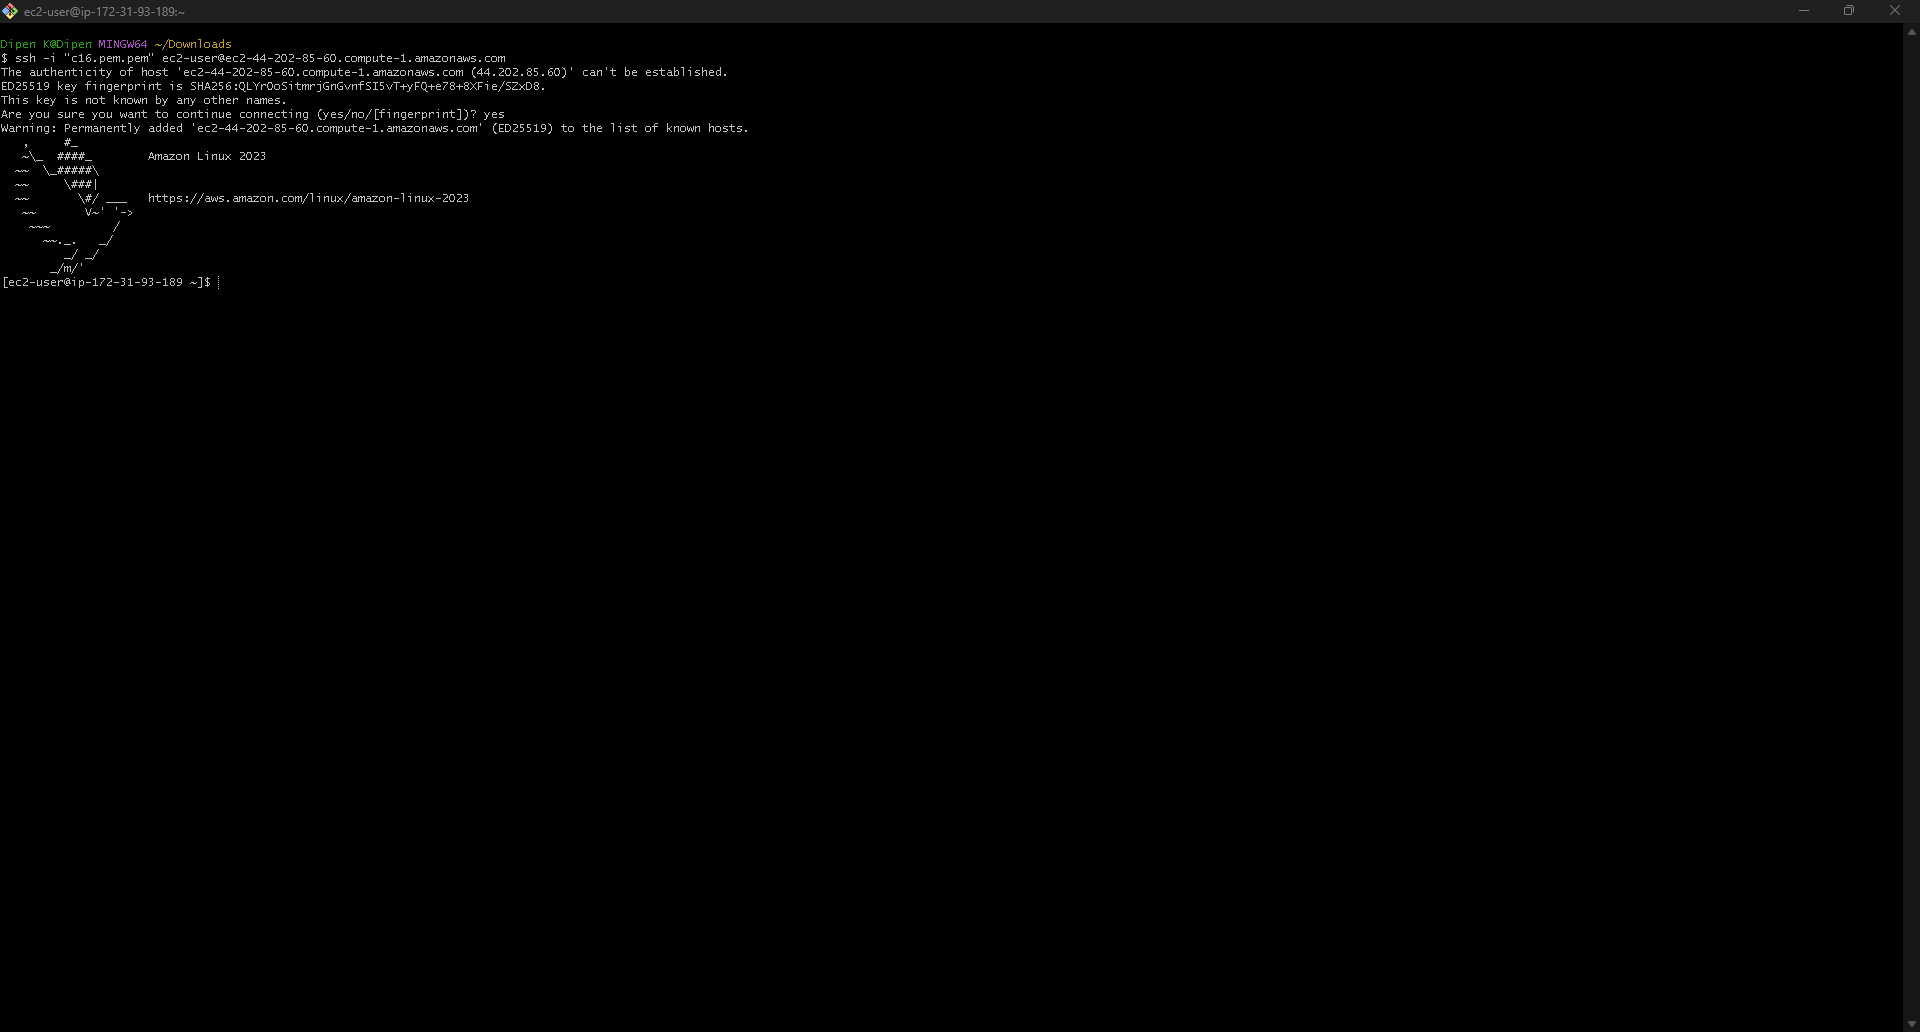 ec2-user@ip-172-31-93-189:~
Dipen K@Dipen MINGW64 ~/Downloads
$ ssh -i "c16.pem.pem" ec2-user@ec2-44-202-85-60.compute-1.amazonaws.com
The authenticity of host 'ec2-44-202-85-60.compute-1.amazonaws.com (44.202.85.60)' can't be established.
ED25519 key fingerprint is SHA256:QLYrOoSitmrjGnGvnfSI5vT+yFQ+e78+8XFie/SZxD8.
This key is not known by any other names.
Are you sure you want to continue connecting (yes/no/[fingerprint])? yes
Warning: Permanently added 'ec2-44-202-85-60.compute-1.amazonaws.com' (ED25519) to the list of known hosts.
   ,     #_
   ~\_  ####_        Amazon Linux 2023
  ~~  \_#####\
  ~~     \###|
  ~~       \#/ ___   https://aws.amazon.com/linux/amazon-linux-2023
   ~~       V~' '->
    ~~~         /
      ~~._.   _/
         _/ _/
       _/m/'
[ec2-user@ip-172-31-93-189 ~]$